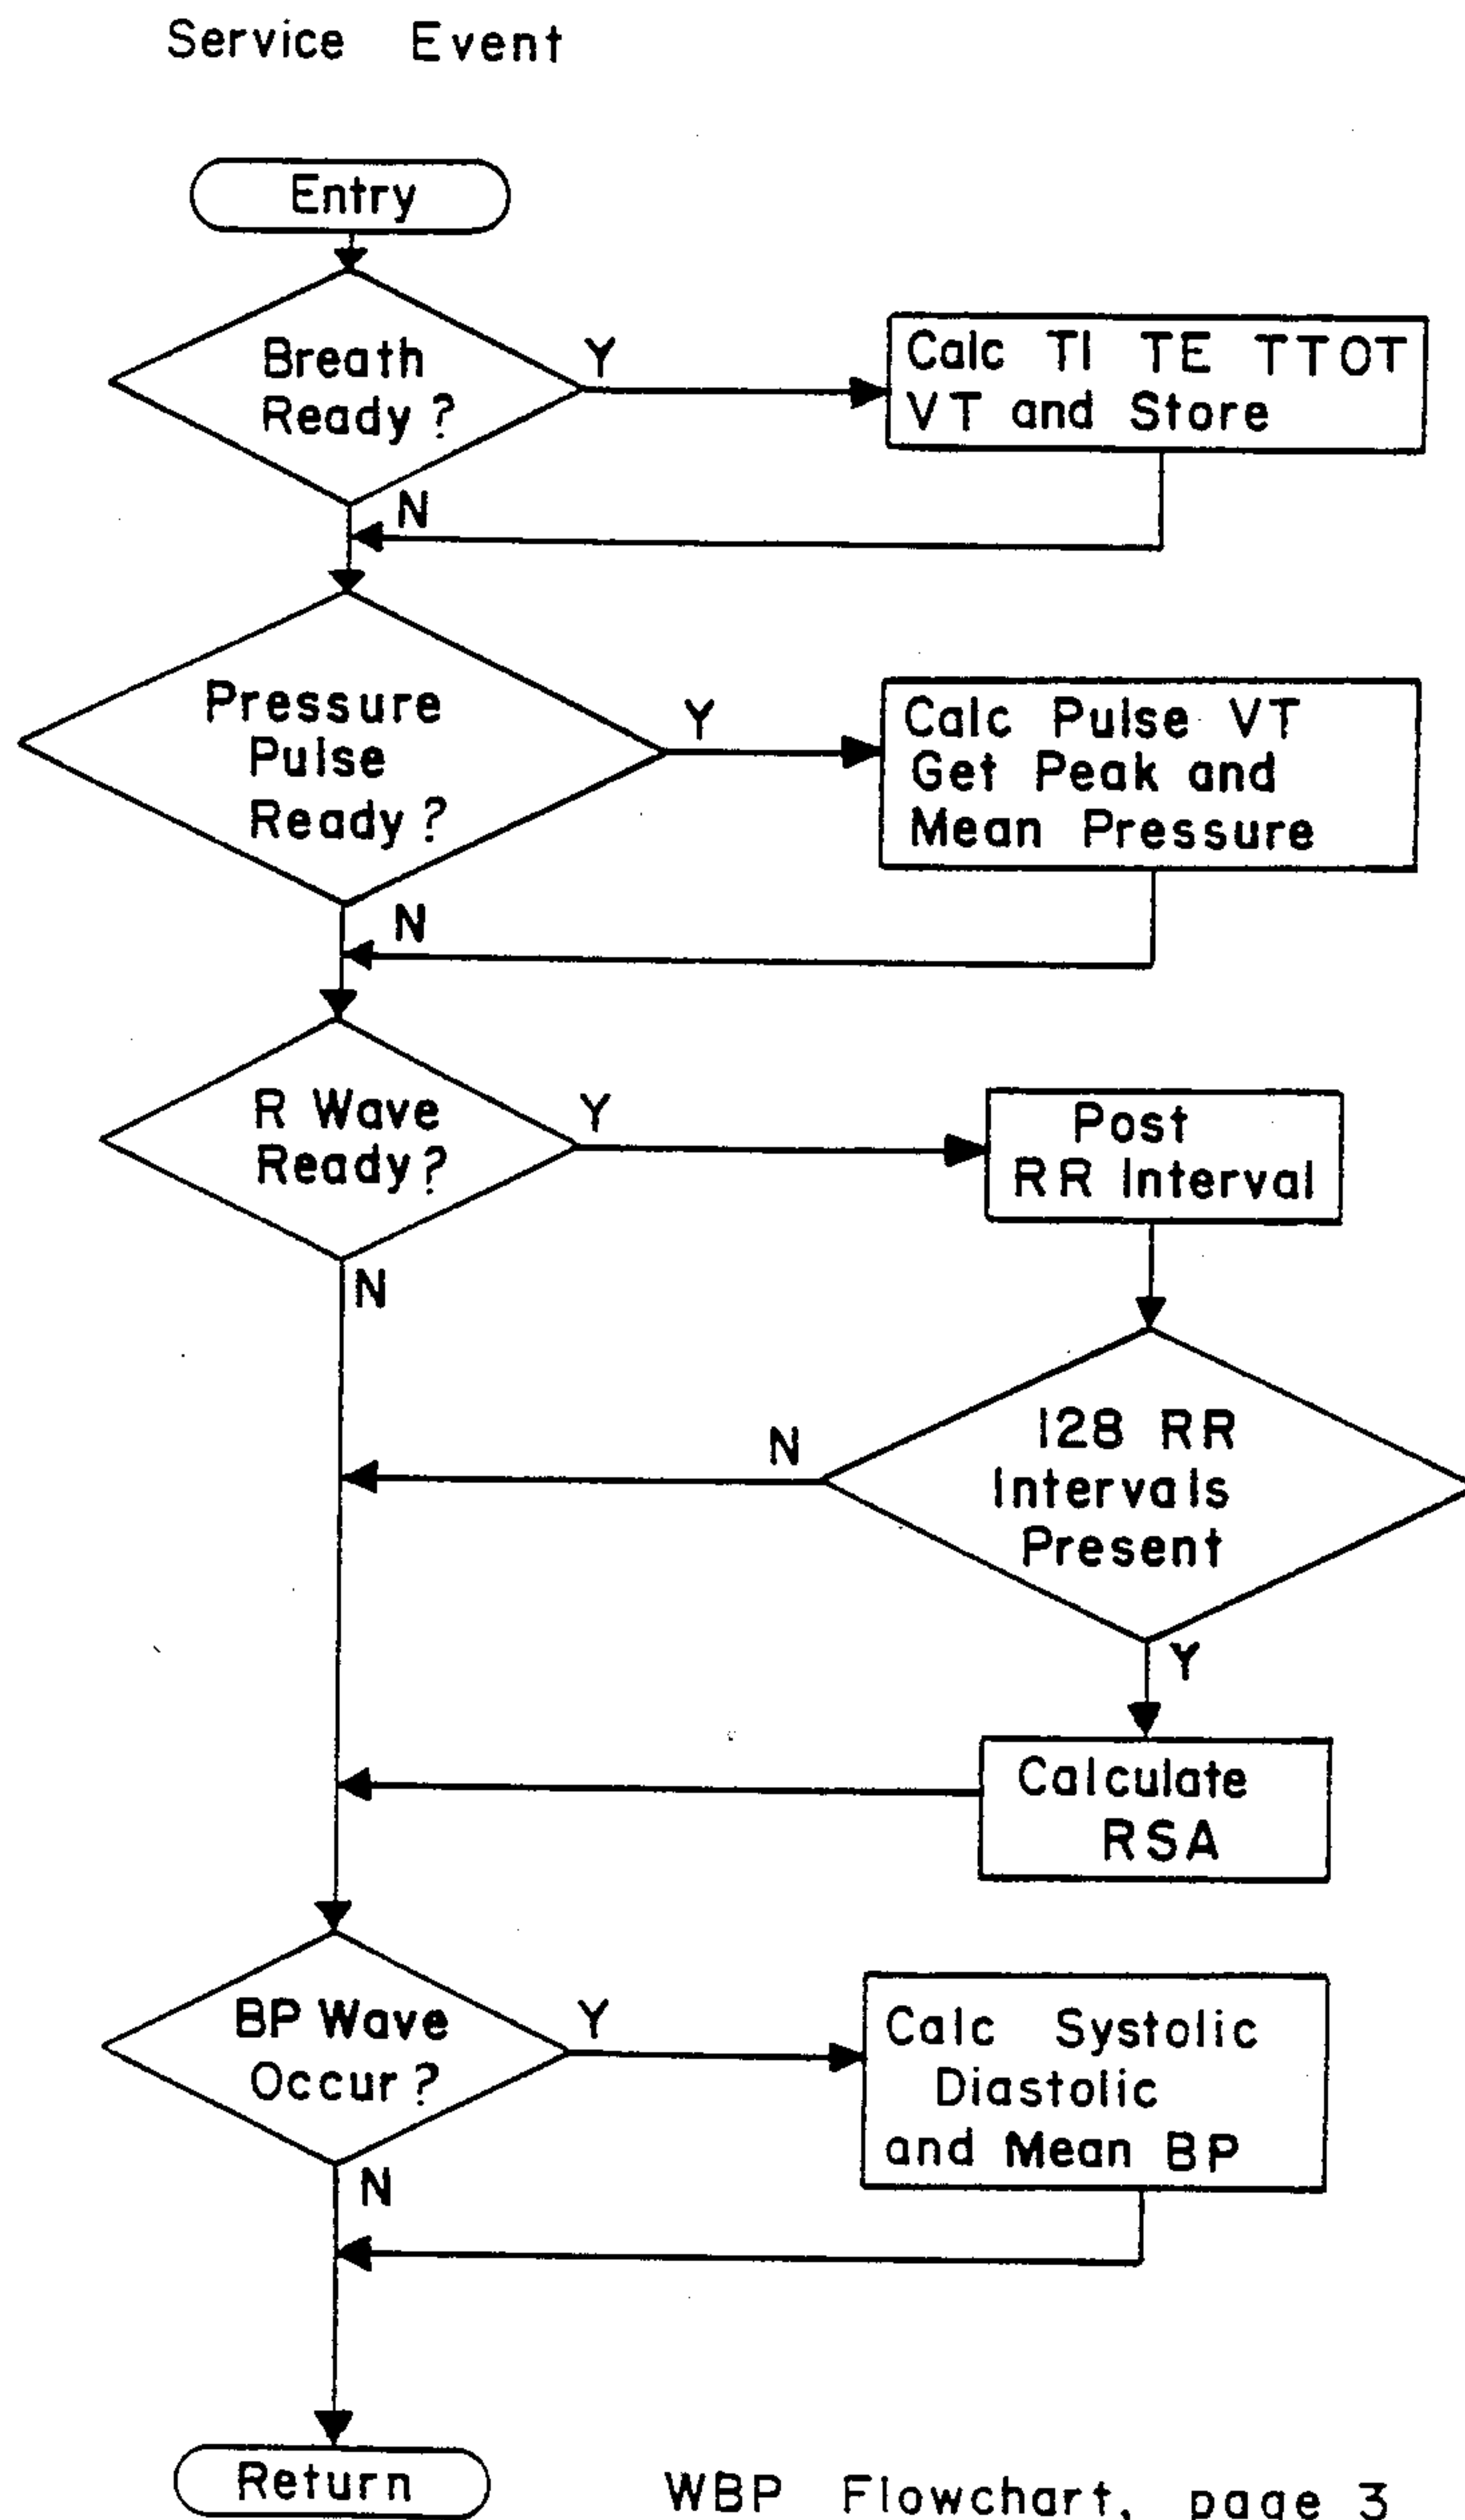 Service Event
Entry
Breath
Ready?
Y
Calc TI TE TTOT
VT and Store
N
Pressure
Pulse
Ready?
Y
Calc Pulse VT
Get Peak and
Mean Pressure
N
R Wave
Ready?
Y
Post
RR Interval
N
128 RR
Intervals
Present
N
Y
Calculate
RSA
BP Wave
Occur?
Y
Calc Systolic
Diastolic
and Mean BP
N
Return
WBP Flowchart, page 3